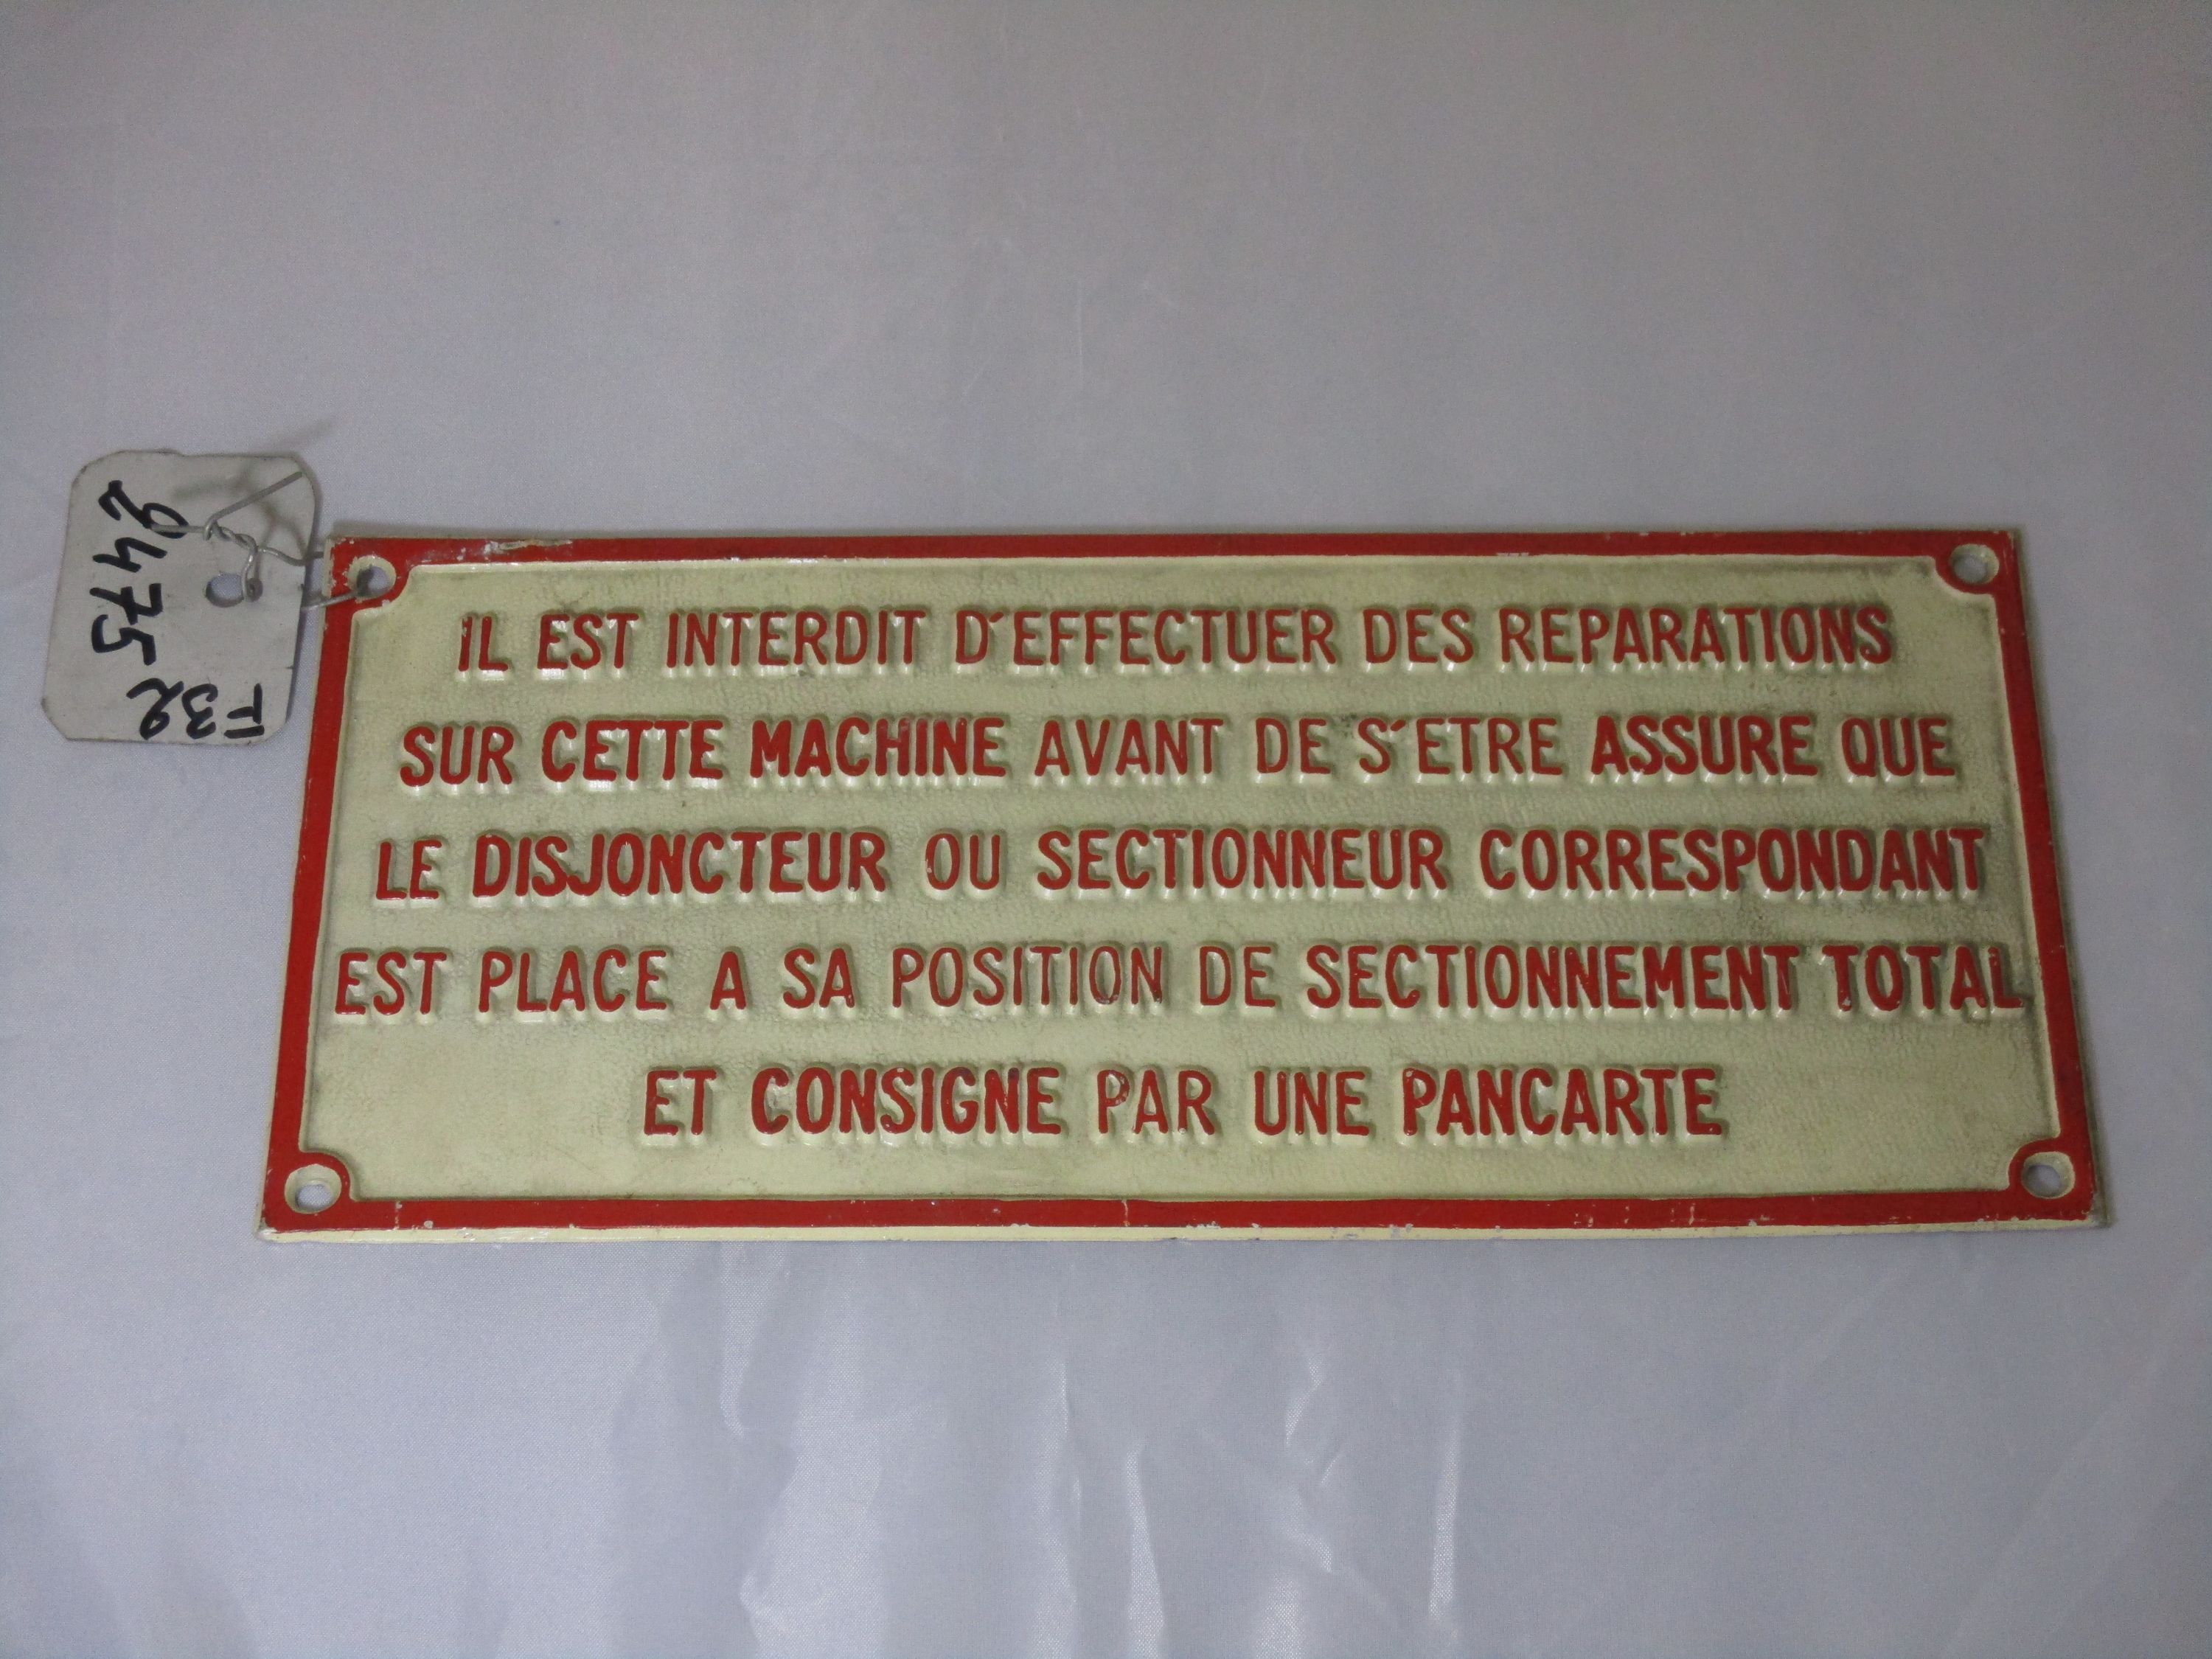 IL EST INTERDIT D'EFFECTUER DES REPARATIONS
SUR CETTE MACHINE AVANT DE S'ETRE ASSURE QUE
LE DISJONCTEUR OU SECTIONNEUR CORRESPONDANT
EST PLACE A SA POSITION DE SECTIONNEMENT TOTAL
ET CONSIGNE PAR UNE PANCARTE
F32
2475